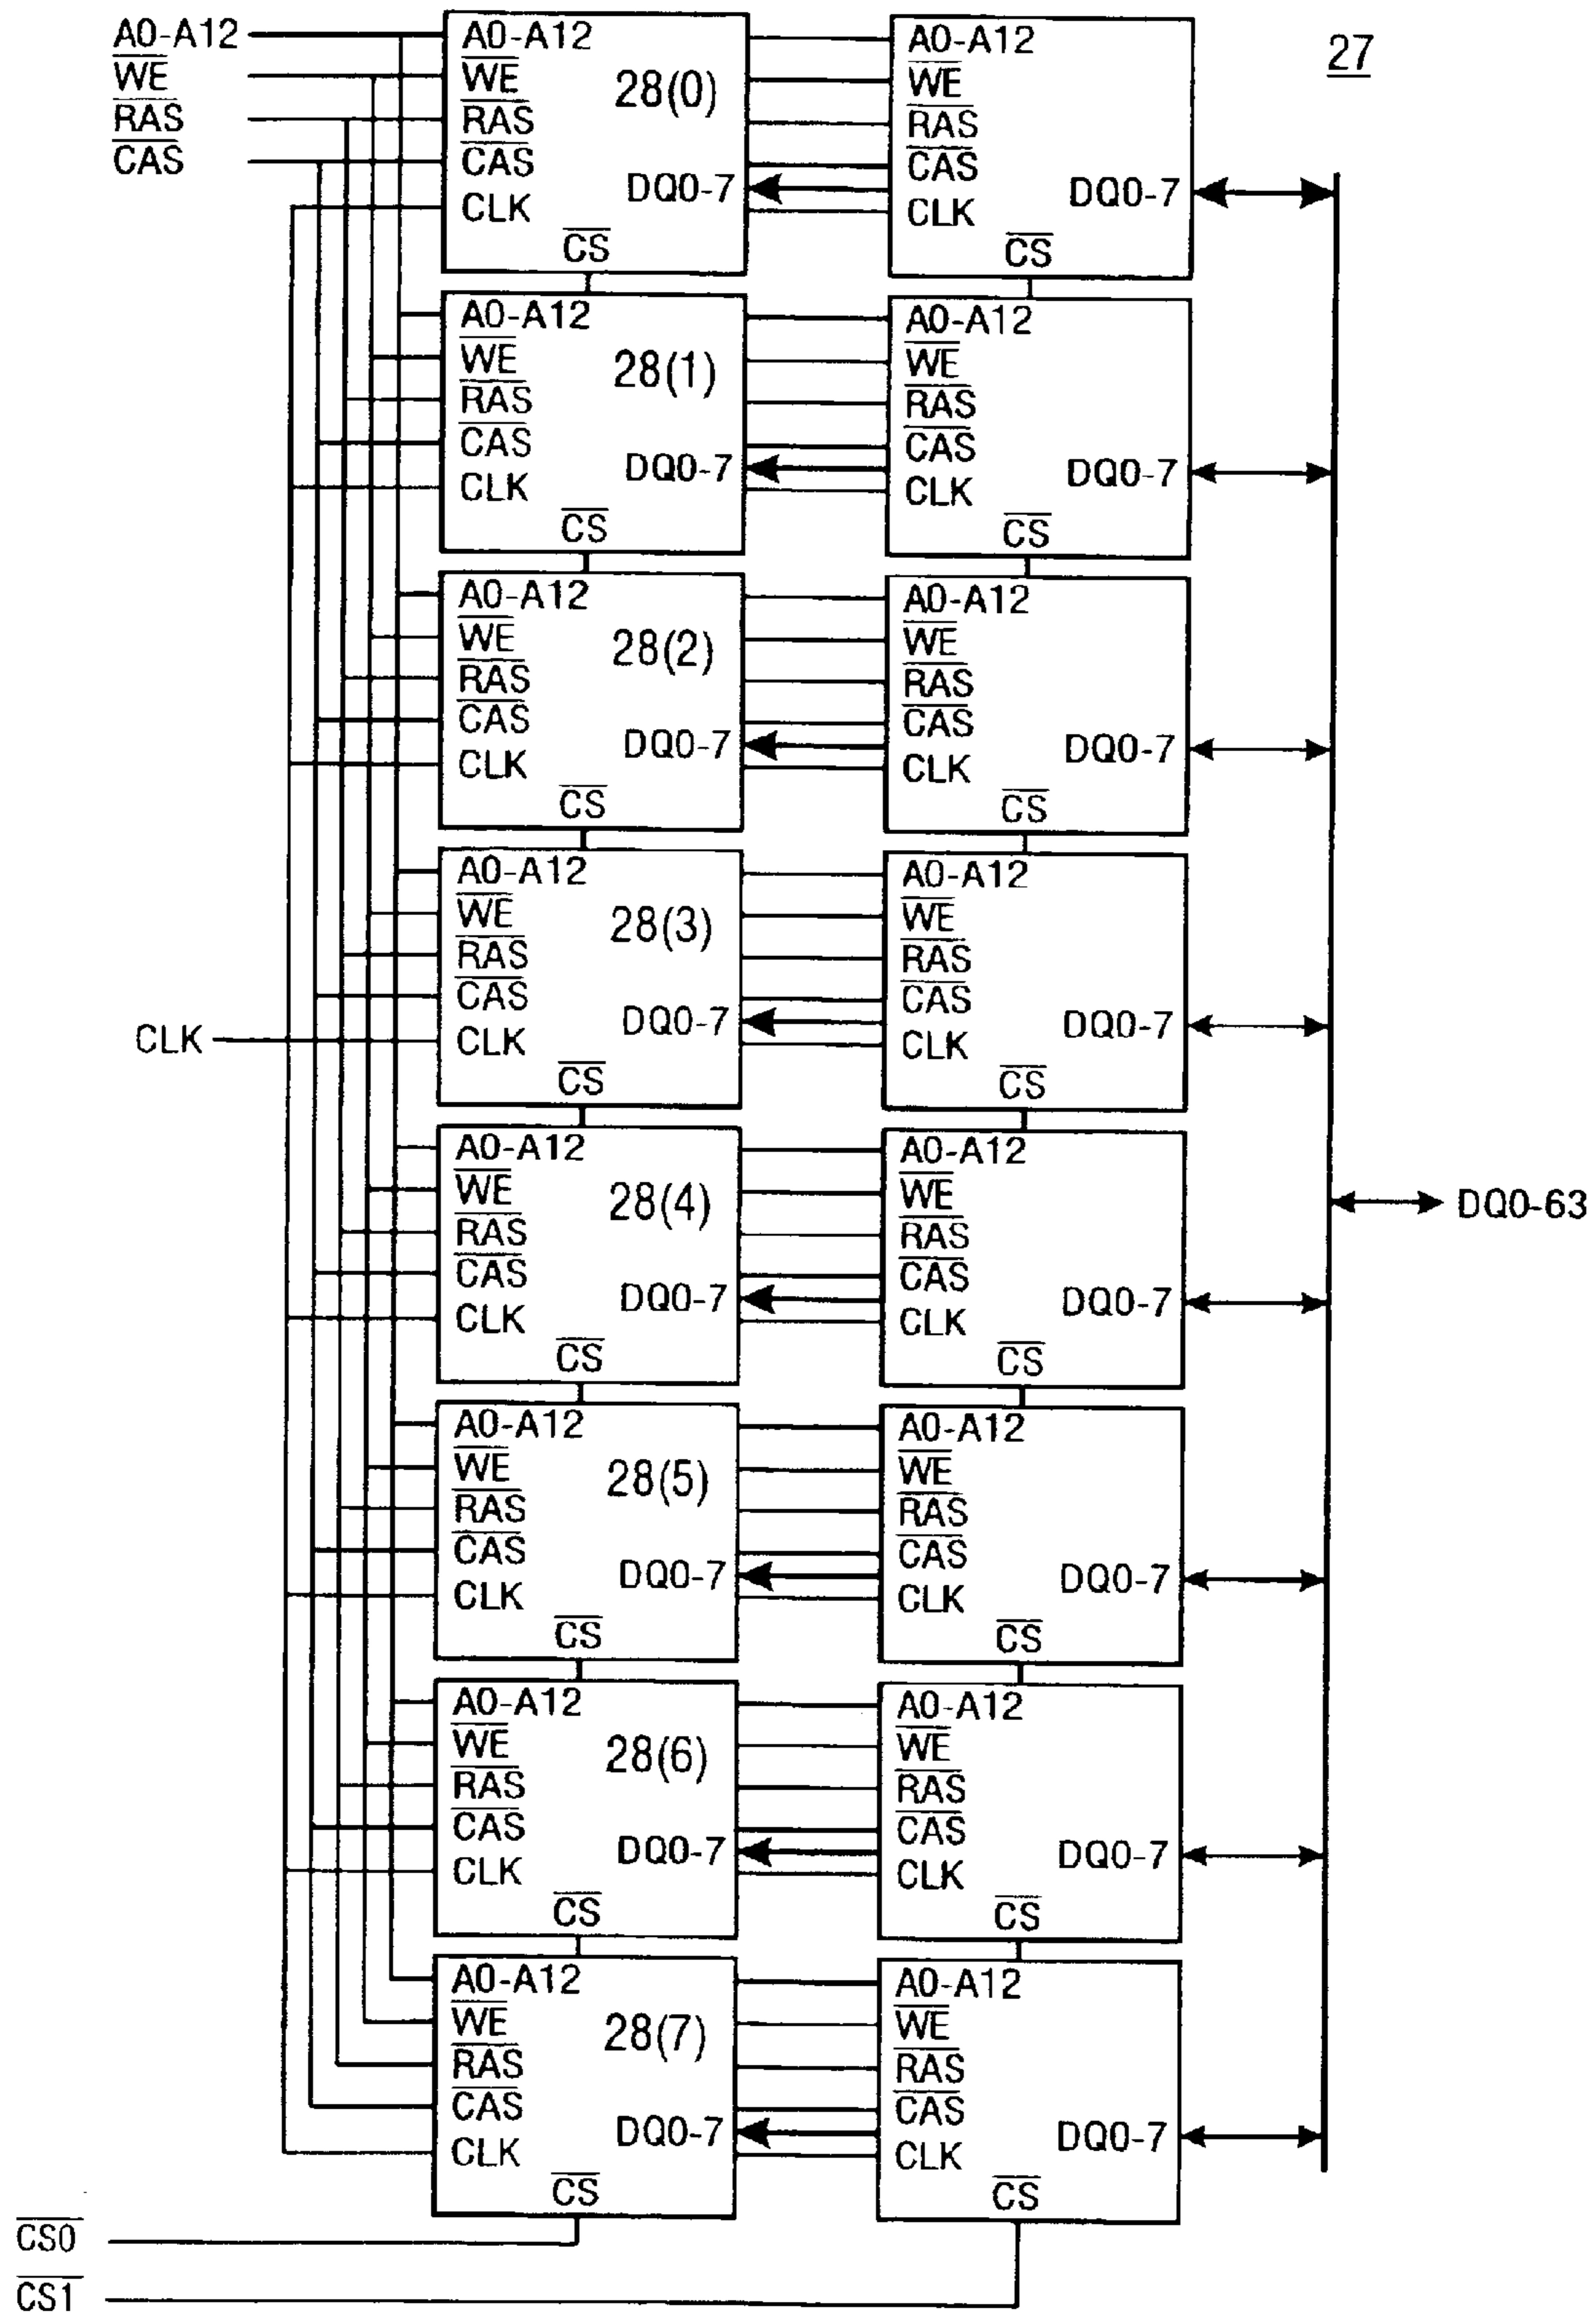 A0-A12
WE
RAS
CAS
27
A0-A12
WE
RAS
CAS
CLK
28(0)
DQ0-7
CS
A0-A12
WE
RAS
CAS
CLK
DQ0-7
CS
A0-A12
WE
RAS
CAS
CLK
28(1)
DQ0-7
CS
A0-A12
WE
RAS
CAS
CLK
DQ0-7
CS
A0-A12
WE
RAS
CAS
CLK
28(2)
DQ0-7
CS
A0-A12
WE
RAS
CAS
CLK
DQ0-7
CS
CLK
A0-A12
WE
RAS
CAS
CLK
28(3)
DQ0-7
CS
A0-A12
WE
RAS
CAS
CLK
DQ0-7
CS
A0-A12
WE
RAS
CAS
CLK
28(4)
DQ0-7
CS
A0-A12
WE
RAS
CAS
CLK
DQ0-7
CS
DQ0-63
A0-A12
WE
RAS
CAS
CLK
28(5)
DQ0-7
CS
A0-A12
WE
RAS
CAS
CLK
DQ0-7
CS
A0-A12
WE
RAS
CAS
CLK
28(6)
DQ0-7
CS
A0-A12
WE
RAS
CAS
CLK
DQ0-7
CS
A0-A12
WE
RAS
CAS
CLK
28(7)
DQ0-7
CS
A0-A12
WE
RAS
CAS
CLK
DQ0-7
CS
CS0
CS1